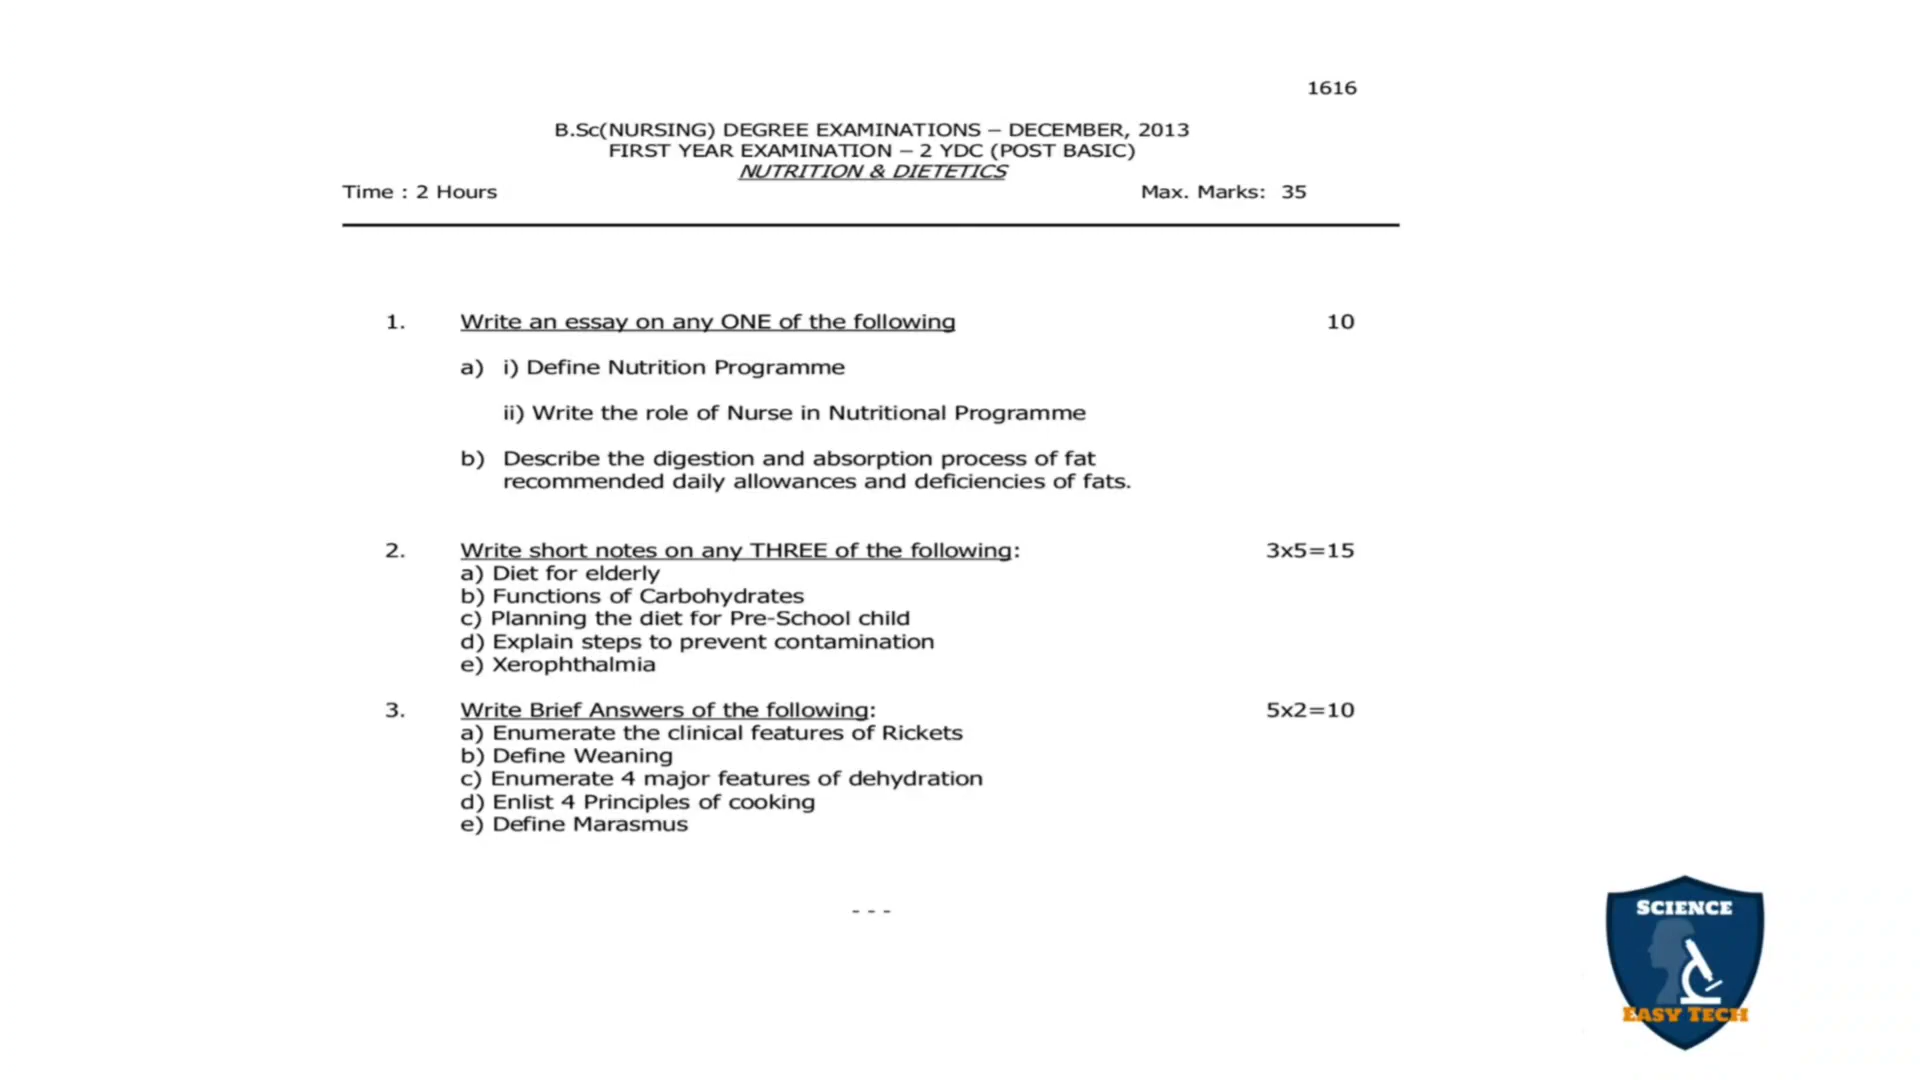 1616
B.Sc(NURSING) DEGREE EXAMINATIONS – DECEMBER, 2013
FIRST YEAR EXAMINATION – 2 YDC (POST BASIC)
NUTRITION & DIETETICS
Time : 2 Hours Max. Marks: 35
1. Write an essay on any ONE of the following 10
a) i) Define Nutrition Programme
ii) Write the role of Nurse in Nutritional Programme
b) Describe the digestion and absorption process of fat
recommended daily allowances and deficiencies of fats.
2. Write short notes on any THREE of the following: 3x5=15
a) Diet for elderly
b) Functions of Carbohydrates
c) Planning the diet for Pre-School child
d) Explain steps to prevent contamination
e) Xerophthalmia
3. Write Brief Answers of the following: 5x2=10
a) Enumerate the clinical features of Rickets
b) Define Weaning
c) Enumerate 4 major features of dehydration
d) Enlist 4 Principles of cooking
e) Define Marasmus
- - -
SCIENCE
EASY TECH